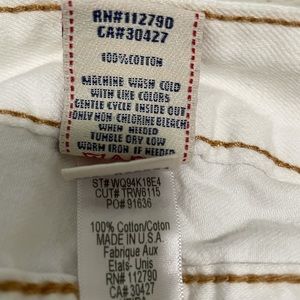 RN#112790
CA#30427
100%COTTON
MACHINE WASH COLD
WITH LIKE COLORS
GENTLE CYCLE INSIDE OUT
ONLY NON-CHLORINE BLEACH
WHEN NEEDED
TUMBLE DRY LOW
WARM IRON IF NEEDED
ST# WQ94K18E4
CUT# TRW6115
PO# 91636
100% Cotton/Coton
MADE IN U.S.A.
Fabrique Aux
Etats- Unis
RN# 112790
CA# 30427